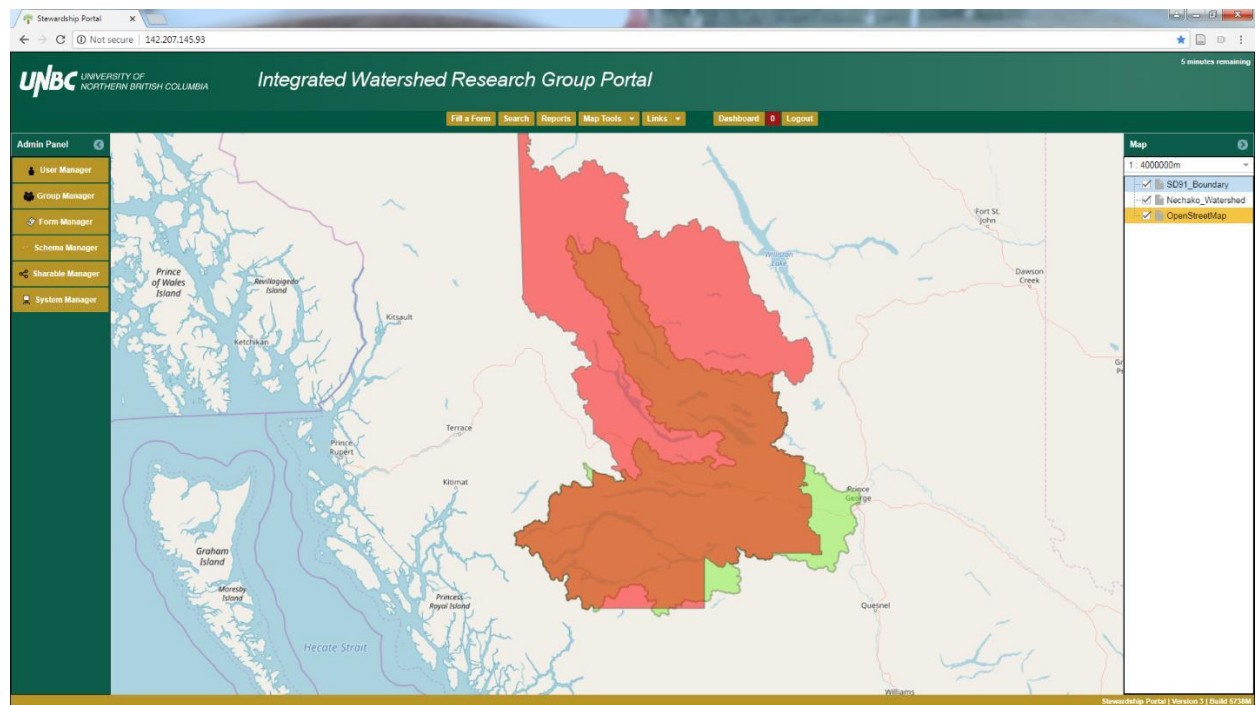 Stewardship Portal
Not secure | 142.207.145.93
5 minutes remaining
UNBC UNIVERSITY OF
NORTHERN BRITISH COLUMBIA
Integrated Watershed Research Group Portal
Fill a Form Search Reports Map Tools Links Dashboard 0 Logout
Admin Panel
User Manager
Group Manager
Form Manager
Schema Manager
Sharable Manager
System Manager
Map
1 : 4000000m
SD91_Boundary
Nechako_Watershed
OpenStreetMap
Fort St.
John
Dawson
Creek
Prince
of Wales
Island
Revillagigedo
Island
Kitsault
Ketchikan
Terrace
Prince
Rupert
Kitimat
Prince
George
Graham
Island
Moresby
Island
Princess
Royal Island
Quesnel
Hecate Strait
Williams
Stewardship Portal | Version 3 | Build 5738M